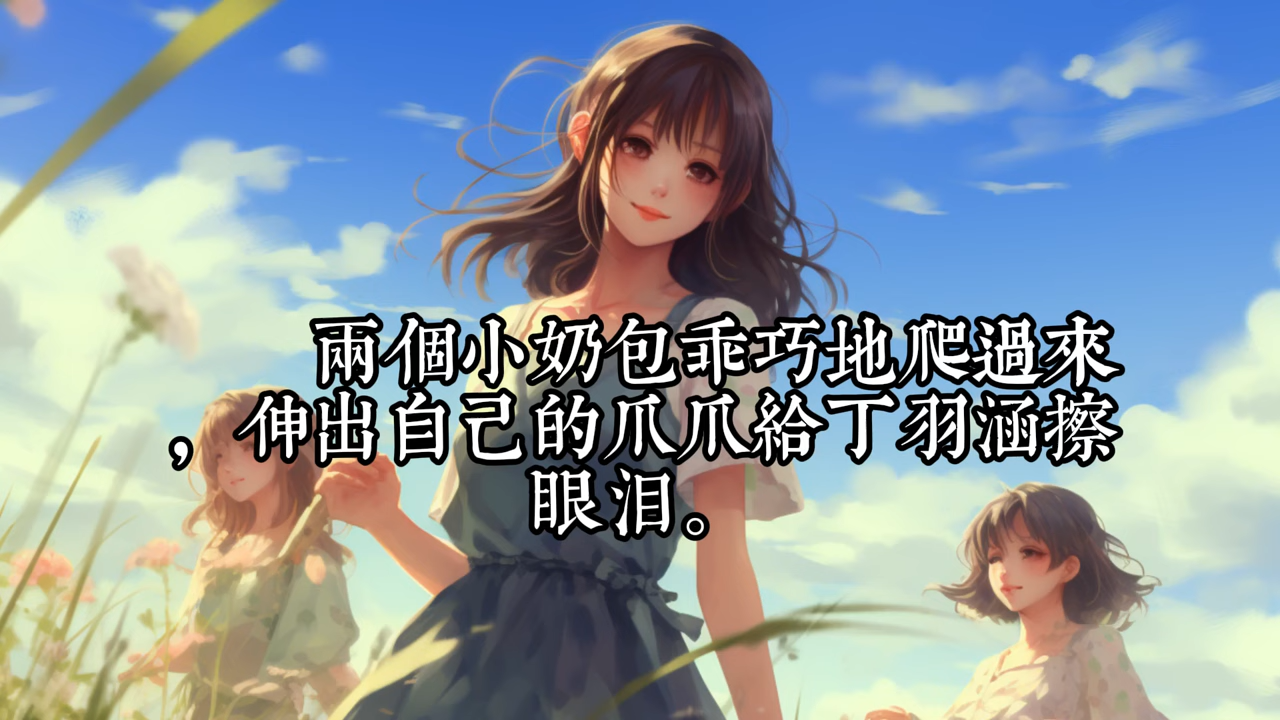 兩個小奶包乖巧地爬過來
，伸出自己的爪爪給丁羽涵擦
眼泪。